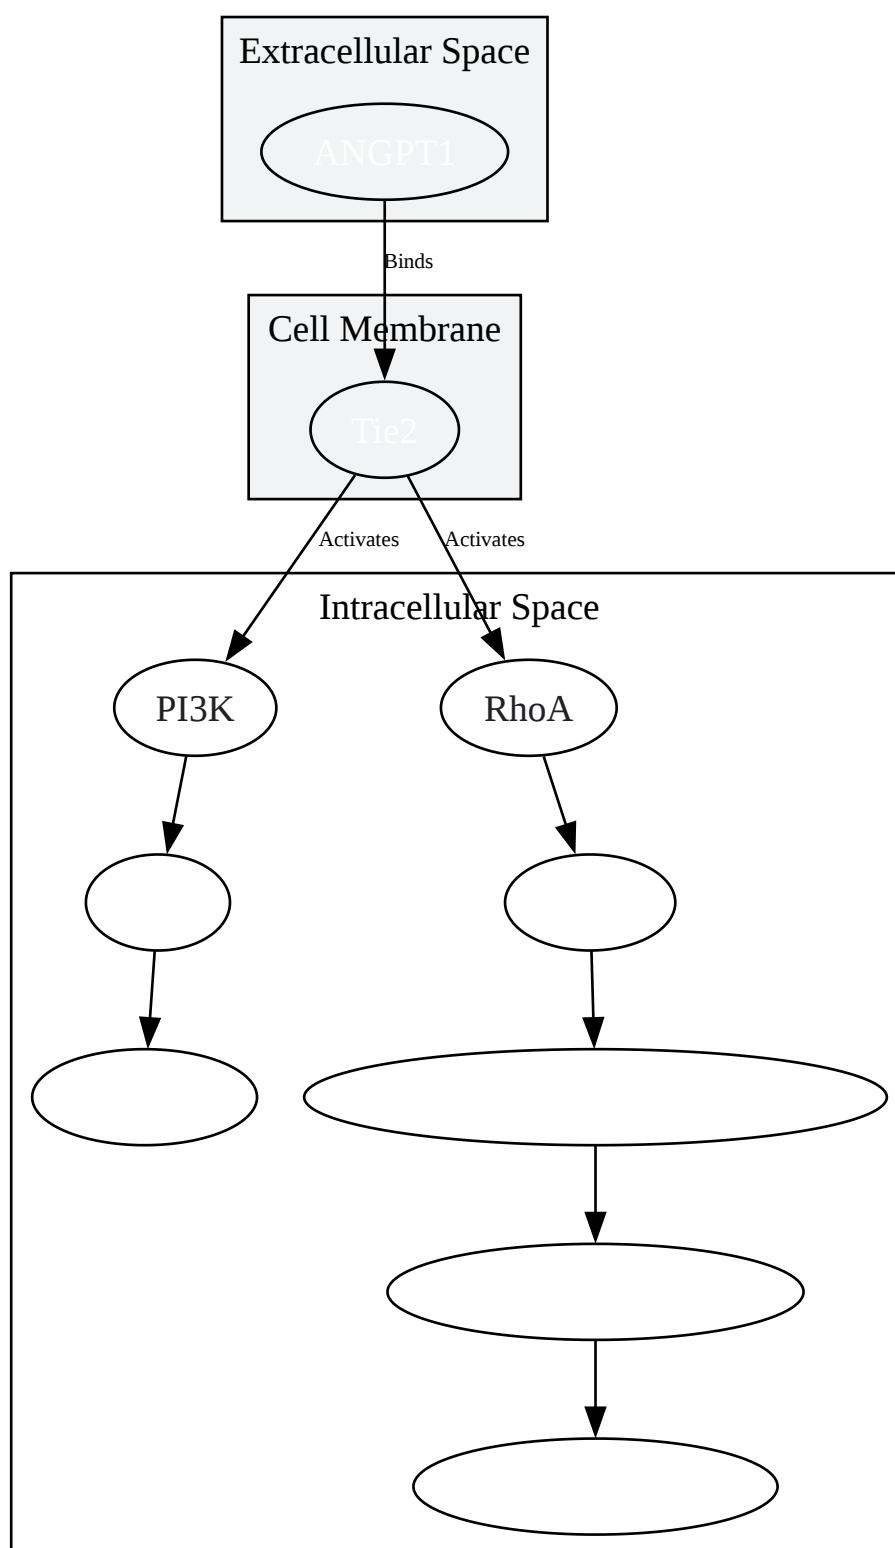 Extracellular Space
ANGPT1
Binds
Cell Membrane
Tie2
Activates
Activates
Intracellular Space
PI3K
RhoA